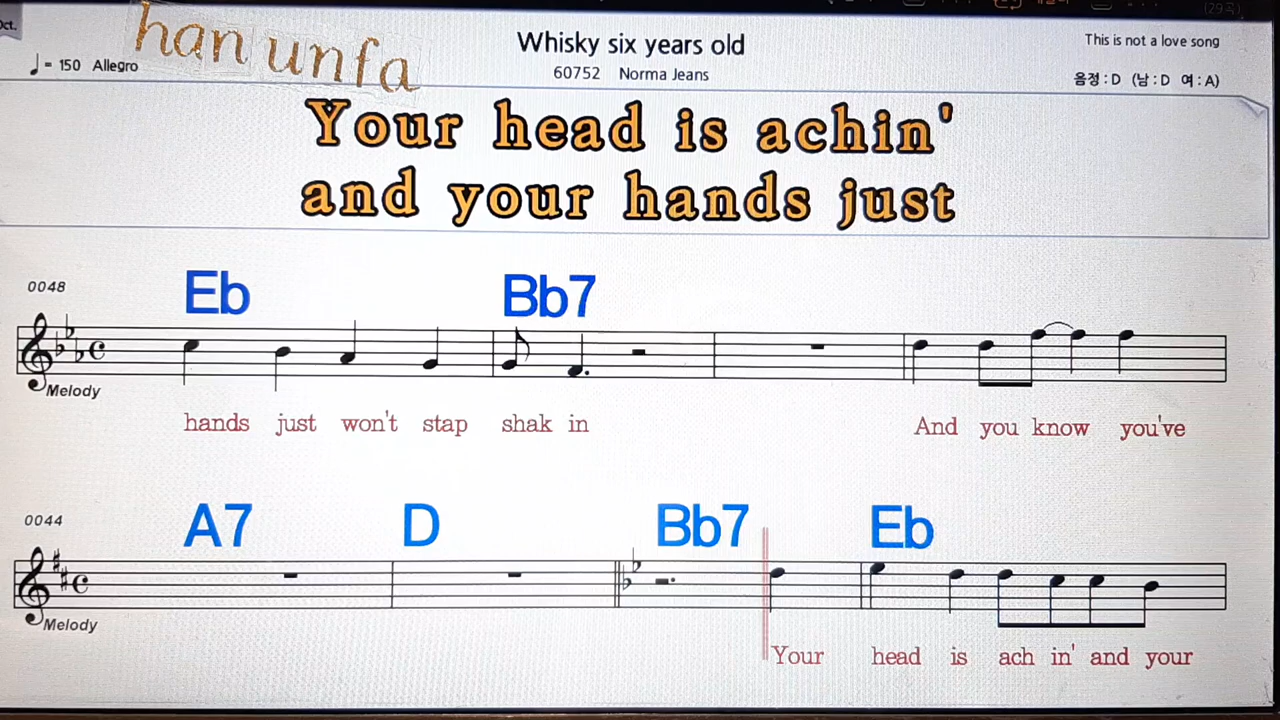 oct.
han unfa
♩ = 150 Allegro
Whisky six years old
60752 Norma Jeans
This is not a love song
음정 : D (남 : D 여 : A)
Your head is achin'
and your hands just
0048
Eb Bb7
Melody
hands just won't stap shak in And you know you've
0044
A7 D Bb7 Eb
Melody
Your head is ach in' and your